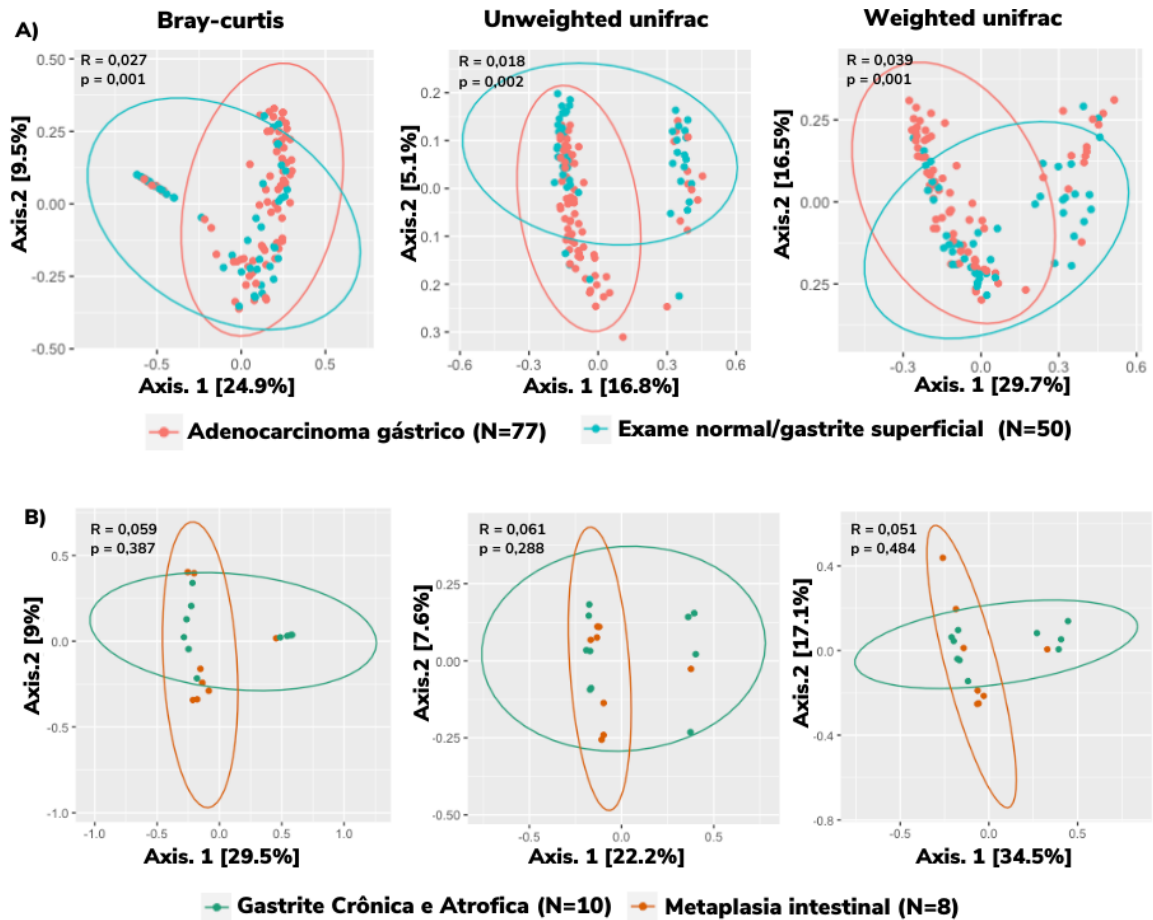 A)
Bray-curtis
Unweighted unifrac
Weighted unifrac
R = 0,027
p = 0,001
0.50
0.25
0.00
-0.25
-0.50
Axis.2 [9.5%]
-0.5
0.0
0.5
Axis. 1 [24.9%]
R = 0,018
p = 0,002
0.2
0.1
0.0
0.1
0.2
0.3
Axis.2 [5.1%]
-0.6
-0.3
0.0
0.3
0.6
Axis. 1 [16.8%]
R = 0,039
p = 0,001
0.25
0.00
0.25
Axis.2 [16.5%]
-0.3
0.0
0.3
0.6
Axis. 1 [29.7%]
Adenocarcinoma gástrico (N=77)
Exame normal/gastrite superficial (N=50)
B)
R = 0,059
p = 0,387
0.5
0.0
-0.5
-1.0
Axis.2 [9%]
-1.0
-0.5
0.0
0.5
1.0
Axis. 1 [29.5%]
R = 0,061
p = 0,288
0.25
0.00
-0.25
-0.50
Axis.2 [7.6%]
-0.5
0.0
0.5
Axis. 1 [22.2%]
R = 0,051
p = 0,484
0.4
0.0
-0.4
-0.8
Axis.2 [17.1%]
-0.5
0.0
0.5
Axis. 1 [34.5%]
Gastrite Crônica e Atrofica (N=10)
Metaplasia intestinal (N=8)